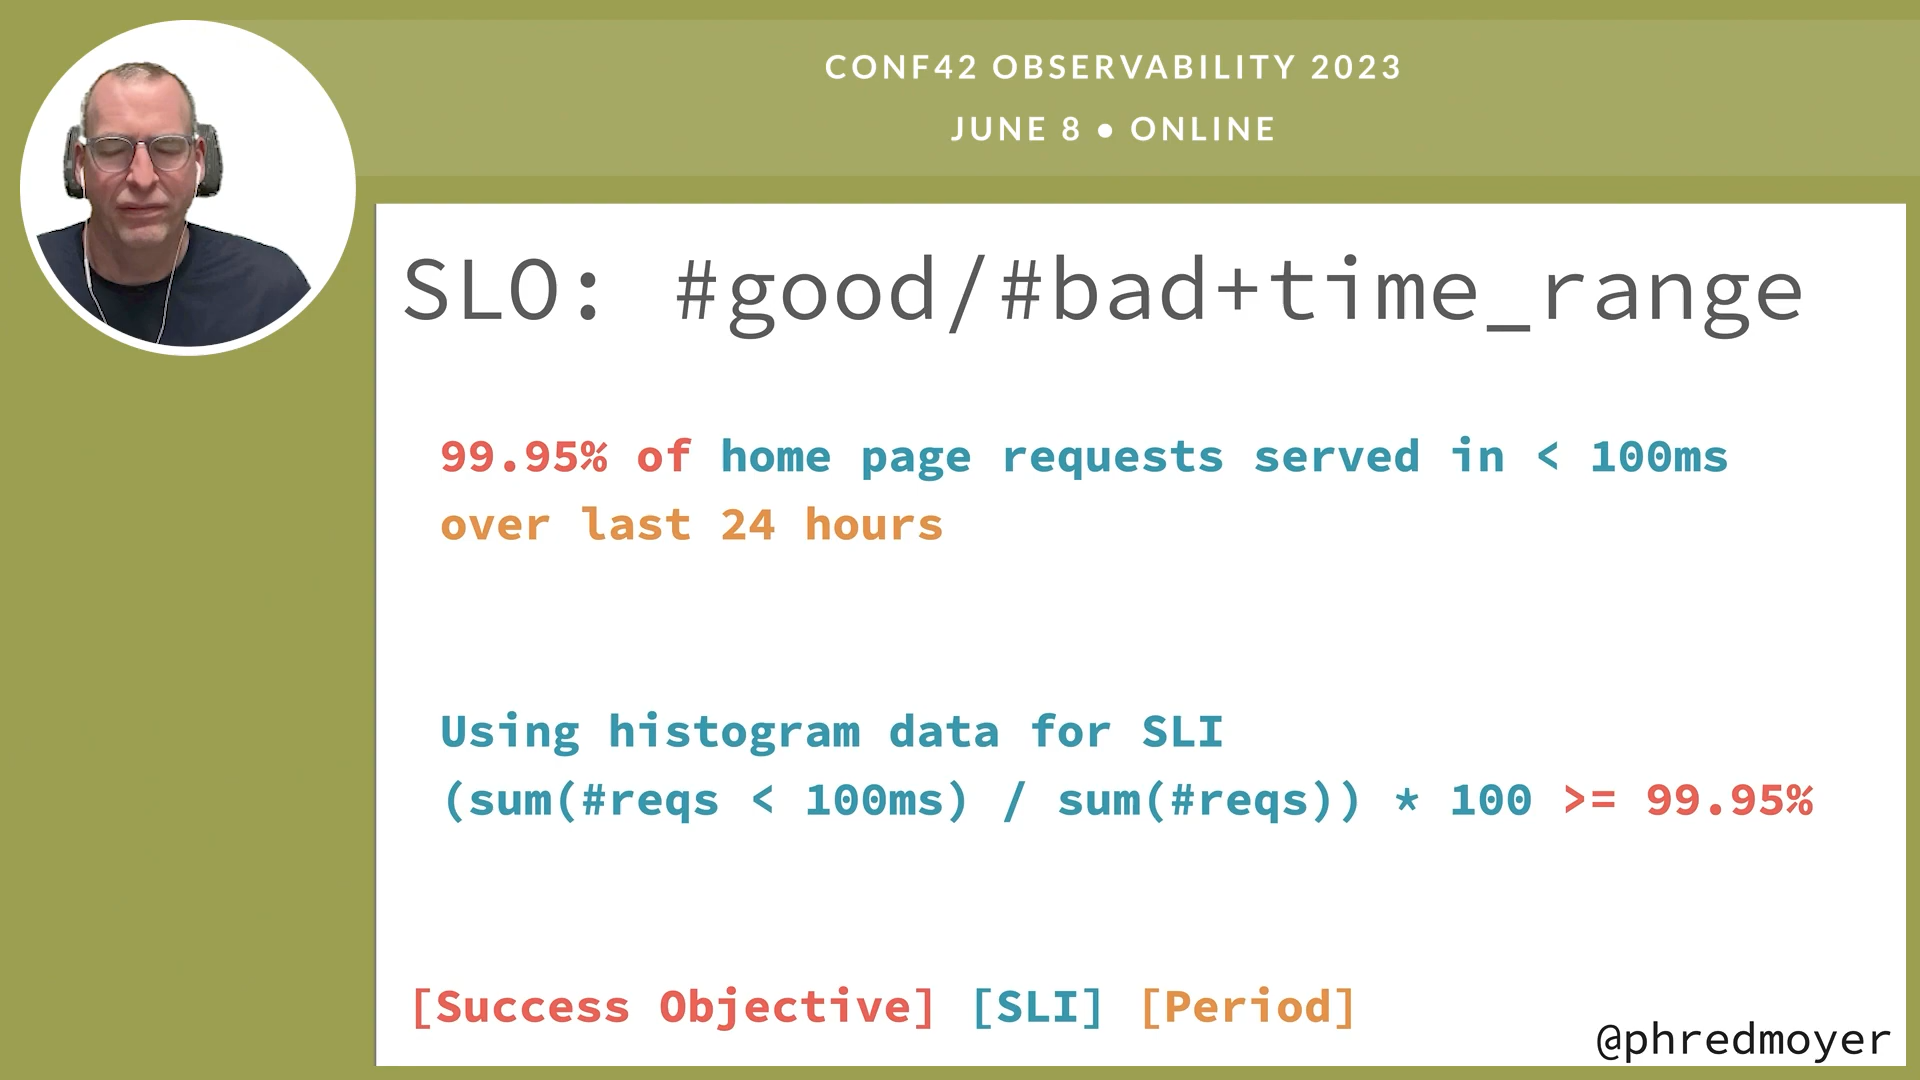 CONF42 OBSERVABILITY 2023
JUNE 8 • ONLINE
SLO: #good/#bad+time_range
99.95% of home page requests served in < 100ms
over last 24 hours
Using histogram data for SLI
(sum(#reqs < 100ms) / sum(#reqs)) * 100 >= 99.95%
[Success Objective] [SLI] [Period]
@phredmoyer